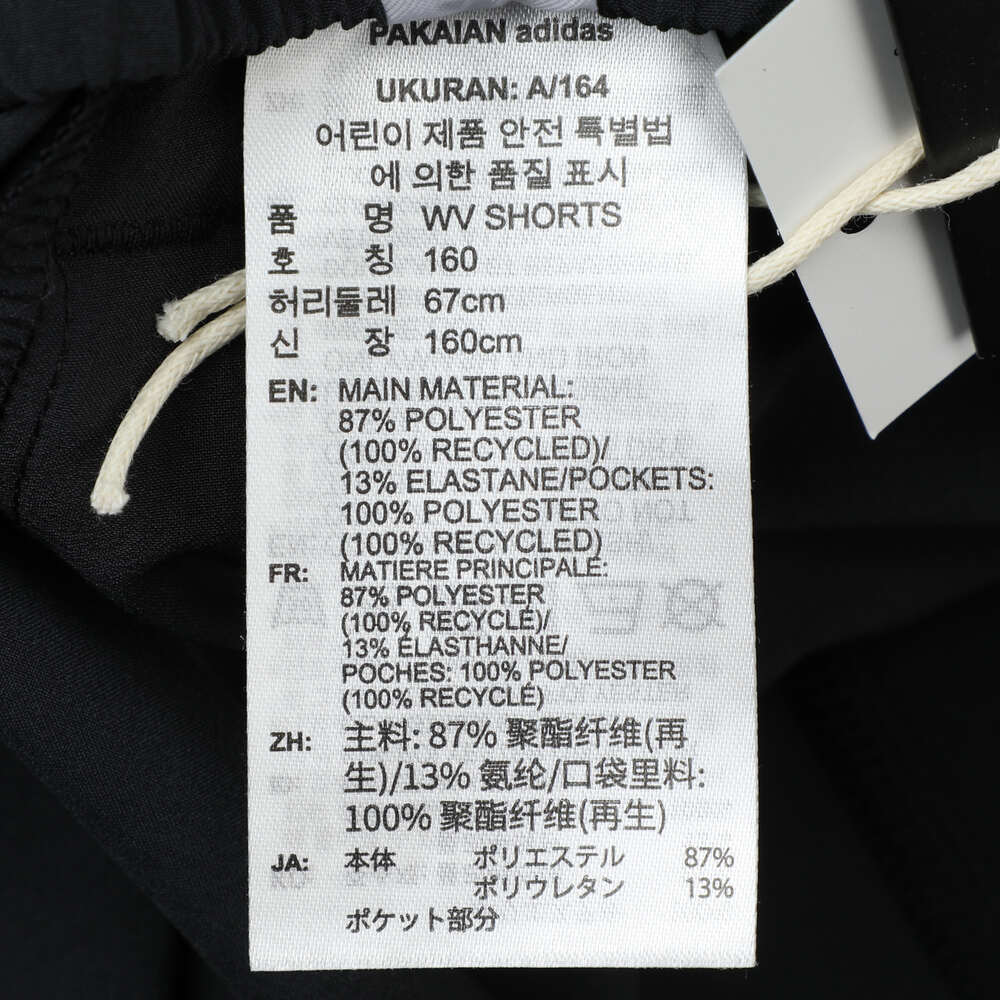 PAKAIAN adidas
UKURAN: A/164
어린이 제품 안전 특별법
에 의한 품질 표시
품 명 WV SHORTS
호 칭 160
허리둘레 67cm
신 장 160cm
EN: MAIN MATERIAL:
87% POLYESTER
(100% RECYCLED)/
13% ELASTANE/POCKETS:
100% POLYESTER
(100% RECYCLED)
FR: MATIERE PRINCIPALE:
87% POLYESTER
(100% RECYCLÉ)/
13% ÉLASTHANNE/
POCHES: 100% POLYESTER
(100% RECYCLÉ)
ZH: 主料: 87% 聚酯纤维(再
生)/13% 氨纶/口袋里料:
100% 聚酯纤维(再生)
JA: 本体 ポリエステル 87%
ポリウレタン 13%
ポケット部分